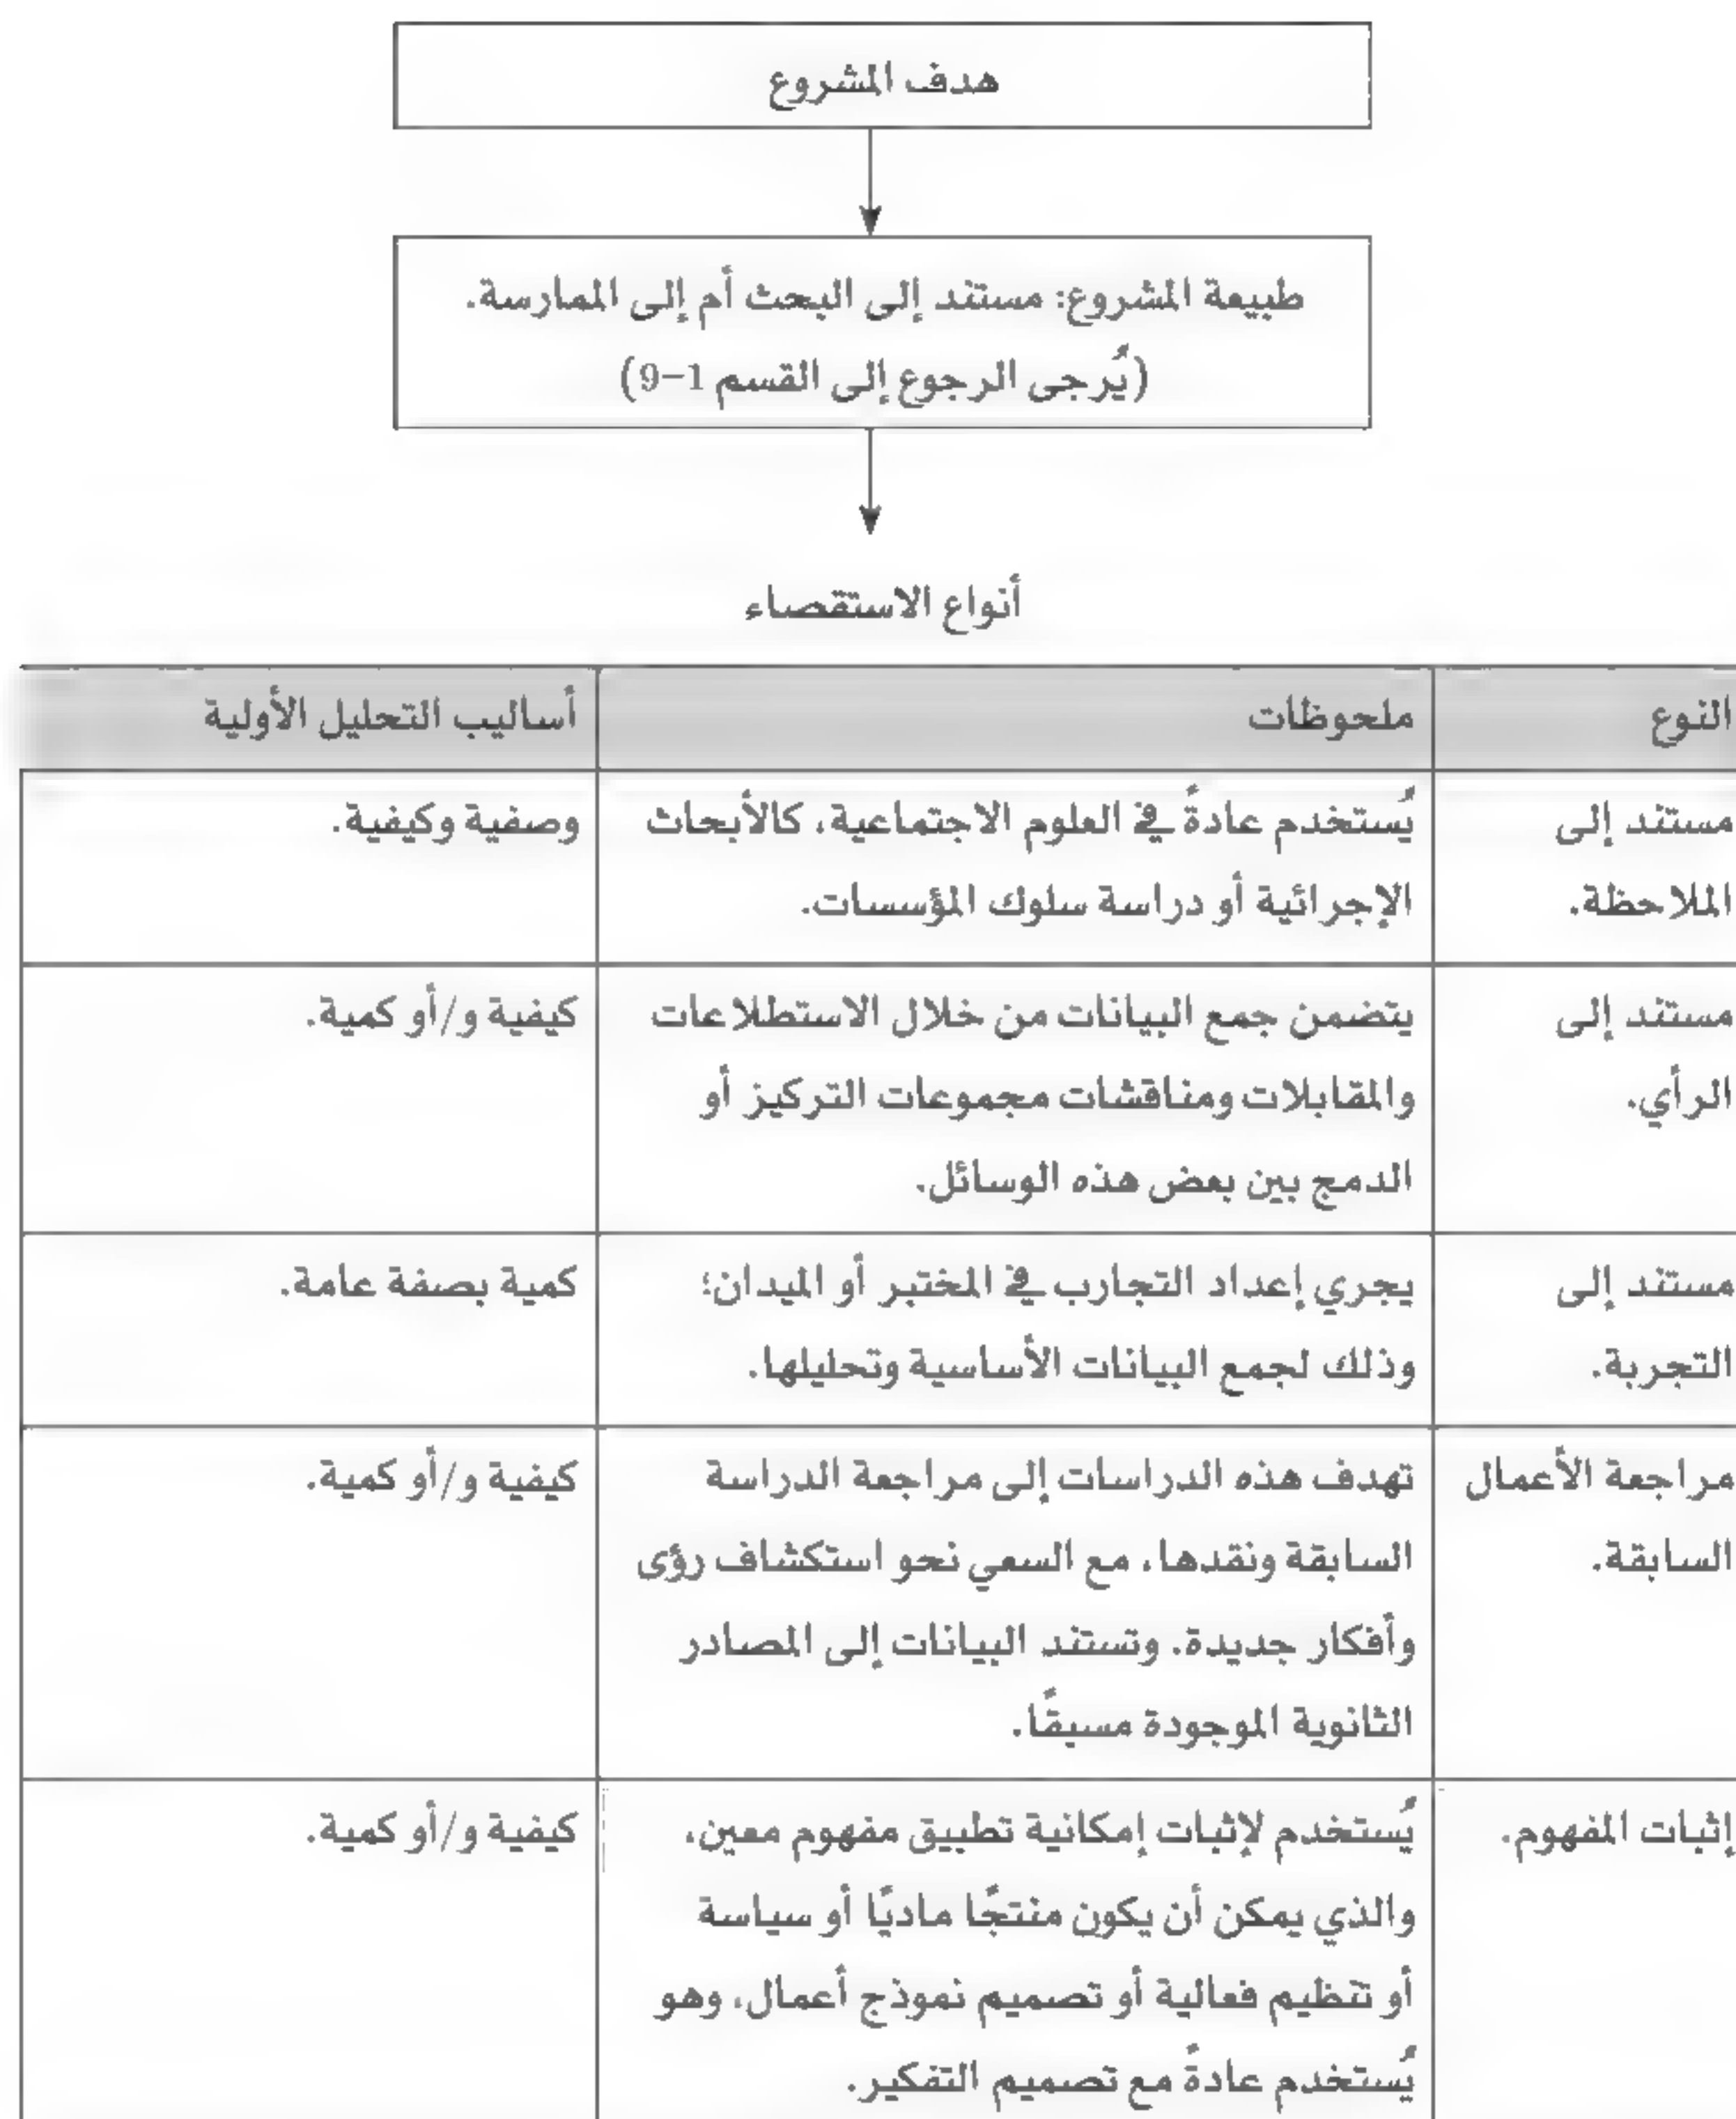 هدف المشروع
طبيعة المشروع: مستند إلى البحث أم إلى الممارسة.
(يُرجى الرجوع إلى القسم 1-9)
أنواع الاستقصاء
النوع
ملحوظات
أساليب التحليل الأولية
مستند إلى
الملاحظة.
يُستخدم عادةً في العلوم الاجتماعية، كالأبحاث
الإجرائية أو دراسة سلوك المؤسسات.
وصفية وكيفية.
مستند إلى
الرأي.
يتضمن جمع البيانات من خلال الاستطلاعات
والمقابلات ومناقشات مجموعات التركيز أو
الدمج بين بعض هذه الوسائل.
كيفية و/أو كمية.
مستند إلى
التجربة.
يجري إعداد التجارب في المختبر أو الميدان؛
وذلك لجمع البيانات الأساسية وتحليلها.
كمية بصفة عامة.
مراجعة الأعمال
السابقة.
تهدف هذه الدراسات إلى مراجعة الدراسة
السابقة ونقدها، مع السعي نحو استكشاف رؤى
وأفكار جديدة. وتستند البيانات إلى المصادر
الثانوية الموجودة مسبقًا.
كيفية و/أو كمية.
إثبات المفهوم.
يُستخدم لإثبات إمكانية تطبيق مفهوم معين،
والذي يمكن أن يكون منتجًا ماديًا أو سياسة
أو تنظيم فعالية أو تصميم نموذج أعمال، وهو
يُستخدم عادةً مع تصميم التفكير.
كيفية و/أو كمية.